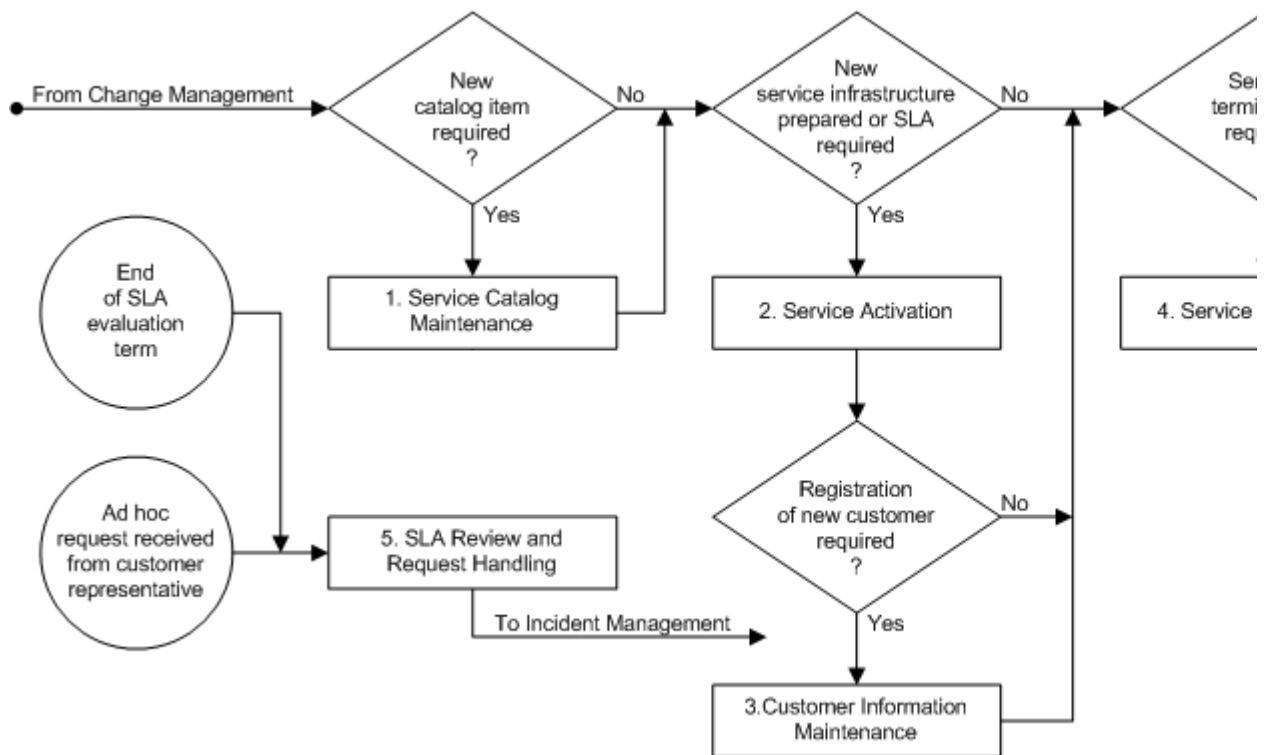 From Change Management
New
catalog item
required
?
No
Yes
1. Service Catalog
Maintenance
New
service infrastructure
prepared or SLA
required
?
No
Yes
2. Service Activation
Registration
of new customer
required
?
No
Yes
3.Customer Information
Maintenance
4. Service
End
of SLA
evaluation
term
Ad hoc
request received
from customer
representative
5. SLA Review and
Request Handling
To Incident Management